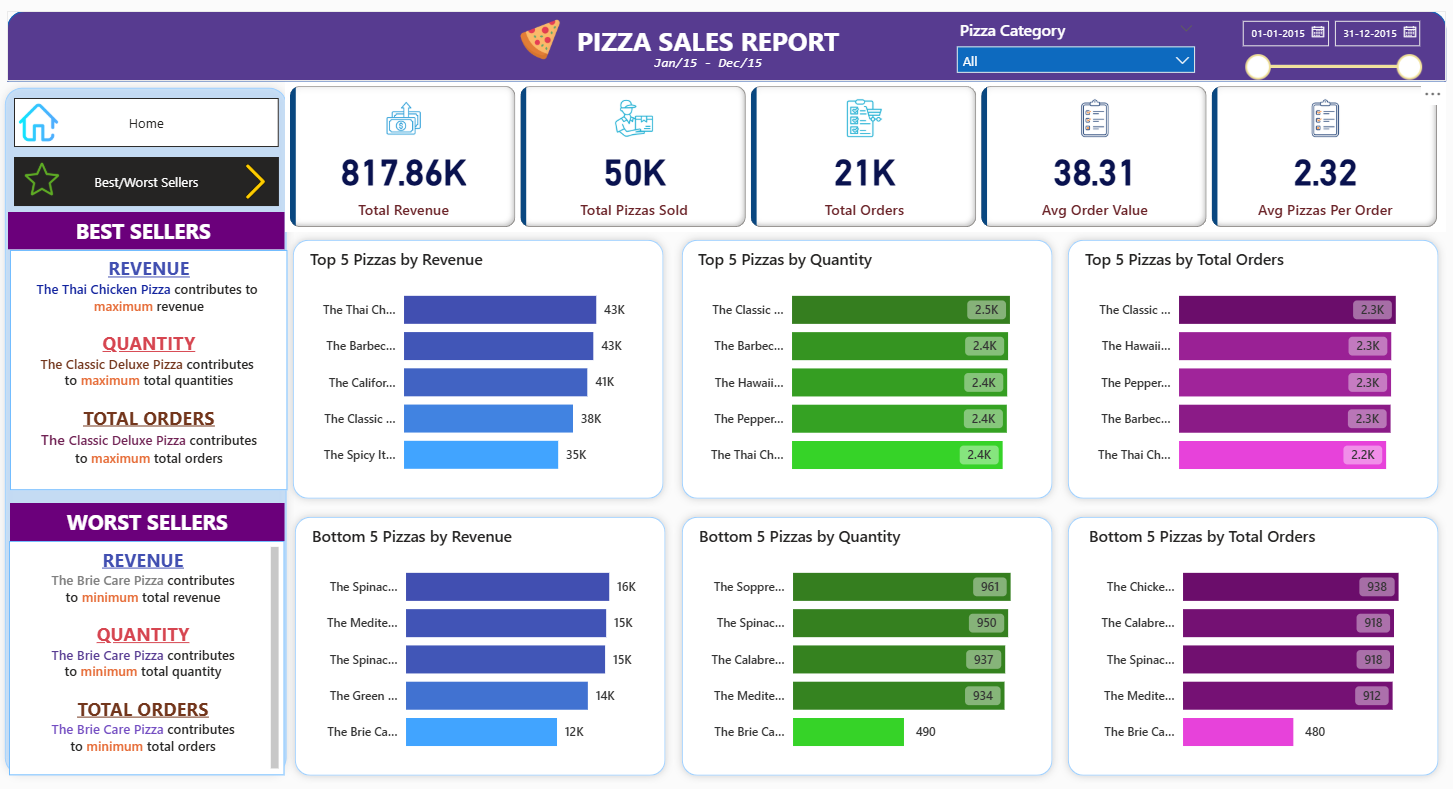 PIZZA SALES REPORT
Jan/15 - Dec/15
Pizza Category
All
01-01-2015
31-12-2015
Home
Best/Worst Sellers
817.86K
Total Revenue
50K
Total Pizzas Sold
21K
Total Orders
38.31
Avg Order Value
2.32
Avg Pizzas Per Order
BEST SELLERS
REVENUE
The Thai Chicken Pizza contributes to
maximum revenue
QUANTITY
The Classic Deluxe Pizza contributes
to maximum total quantities
TOTAL ORDERS
The Classic Deluxe Pizza contributes
to maximum total orders
WORST SELLERS
REVENUE
The Brie Care Pizza contributes
to minimum total revenue
QUANTITY
The Brie Care Pizza contributes
to minimum total quantity
TOTAL ORDERS
The Brie Care Pizza contributes
to minimum total orders
Top 5 Pizzas by Revenue
The Thai Ch... 43K
The Barbec... 43K
The Califor... 41K
The Classic ... 38K
The Spicy It... 35K
Top 5 Pizzas by Quantity
The Classic ... 2.5K
The Barbec... 2.4K
The Hawaii... 2.4K
The Pepper... 2.4K
The Thai Ch... 2.4K
Top 5 Pizzas by Total Orders
The Classic ... 2.3K
The Hawaii... 2.3K
The Pepper... 2.3K
The Barbec... 2.3K
The Thai Ch... 2.2K
Bottom 5 Pizzas by Revenue
The Spinac... 16K
The Medite... 15K
The Spinac... 15K
The Green ... 14K
The Brie Ca... 12K
Bottom 5 Pizzas by Quantity
The Soppre... 961
The Spinac... 950
The Calabre... 937
The Medite... 934
The Brie Ca... 490
Bottom 5 Pizzas by Total Orders
The Chicke... 938
The Calabre... 918
The Spinac... 918
The Medite... 912
The Brie Ca... 480